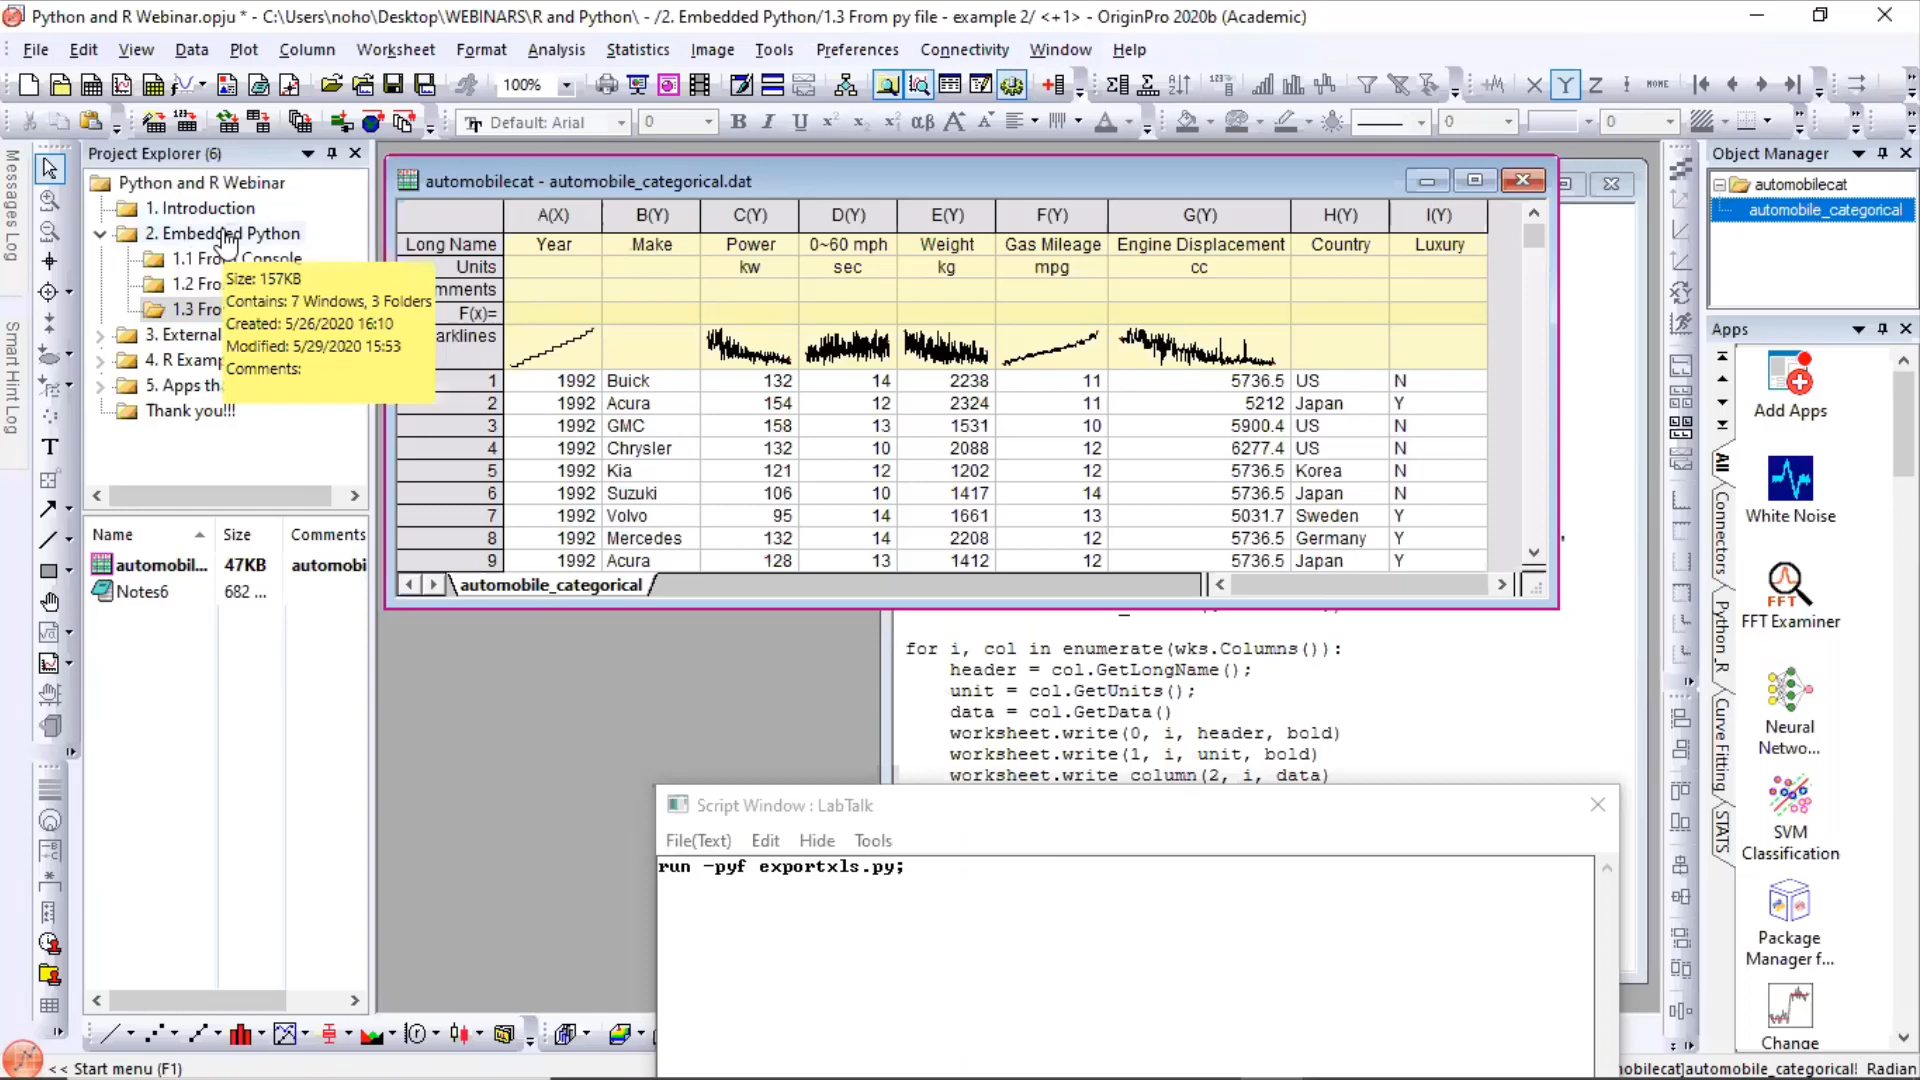 Python and R Webinar.opju * - C:\Users\noho\Desktop\WEBINARS\R and Python\ - /2. Embedded Python/1.3 From py file - example 2/ <+1> - OriginPro 2020b (Academic)
File Edit View Data Plot Column Worksheet Format Analysis Statistics Image Tools Preferences Connectivity Window Help
100%
X Y Z HOME
Default: Arial 0 B I U αβ A A A 0 0
Messages Log
Smart Hint Log
Project Explorer (6)
Python and R Webinar
1. Introduction
2. Embedded Python
1.1 Fro Console
1.2 Fro
1.3 Fro
3. External
4. R Examp
5. Apps th
Thank you!!!
Size: 157KB
Contains: 7 Windows, 3 Folders
Created: 5/26/2020 16:10
Modified: 5/29/2020 15:53
Comments:
Name Size Comments
automobil... 47KB automobi
Notes6 682 ...
automobilecat - automobile_categorical.dat
A(X) B(Y) C(Y) D(Y) E(Y) F(Y) G(Y) H(Y) I(Y)
Long Name Year Make Power 0~60 mph Weight Gas Mileage Engine Displacement Country Luxury
Units kw sec kg mpg cc
mments
F(x)=
arklines
1 1992 Buick 132 14 2238 11 5736.5 US N
2 1992 Acura 154 12 2324 11 5212 Japan Y
3 1992 GMC 158 13 1531 10 5900.4 US N
4 1992 Chrysler 132 10 2088 12 6277.4 US N
5 1992 Kia 121 12 1202 12 5736.5 Korea N
6 1992 Suzuki 106 10 1417 14 5736.5 Japan N
7 1992 Volvo 95 14 1661 13 5031.7 Sweden Y
8 1992 Mercedes 132 14 2208 12 5736.5 Germany Y
9 1992 Acura 128 13 1412 12 5736.5 Japan Y
automobile_categorical
for i, col in enumerate(wks.Columns()):
header = col.GetLongName();
unit = col.GetUnits();
data = col.GetData()
worksheet.write(0, i, header, bold)
worksheet.write(1, i, unit, bold)
worksheet.write_column(2, i, data)
Script Window : LabTalk
File(Text) Edit Hide Tools
run -pyf exportxls.py;
Object Manager
automobilecat
automobile_categorical
Apps
All
Connectors
Python_R
Curve Fitting
STATS
Add Apps
White Noise
FFT
FFT Examiner
Neural
Netwo...
SVM
Classification
Package
Manager f...
Change
<< Start menu (F1)
nobilecat]automobile_categorical! Radian